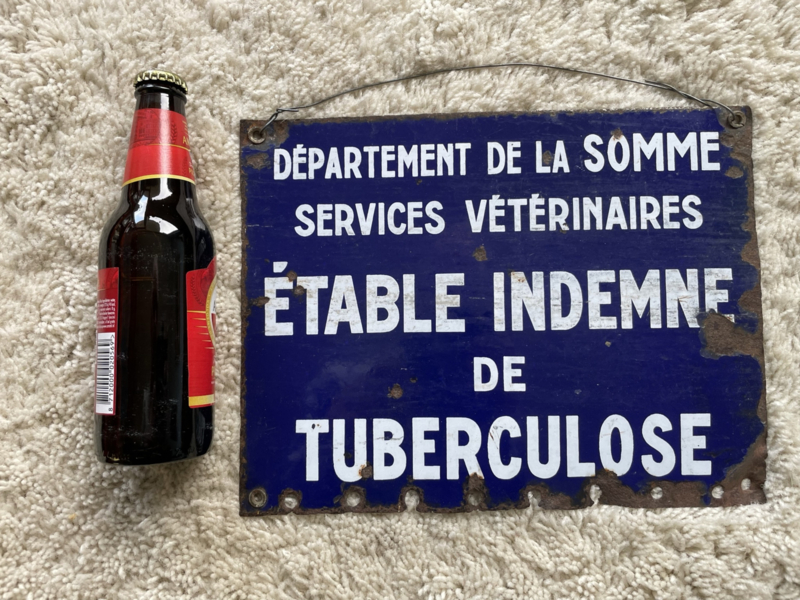 DÉPARTEMENT DE LA SOMME
SERVICES VÉTÉRINAIRES
ÉTABLE INDEMNE
DE
TUBERCULOSE